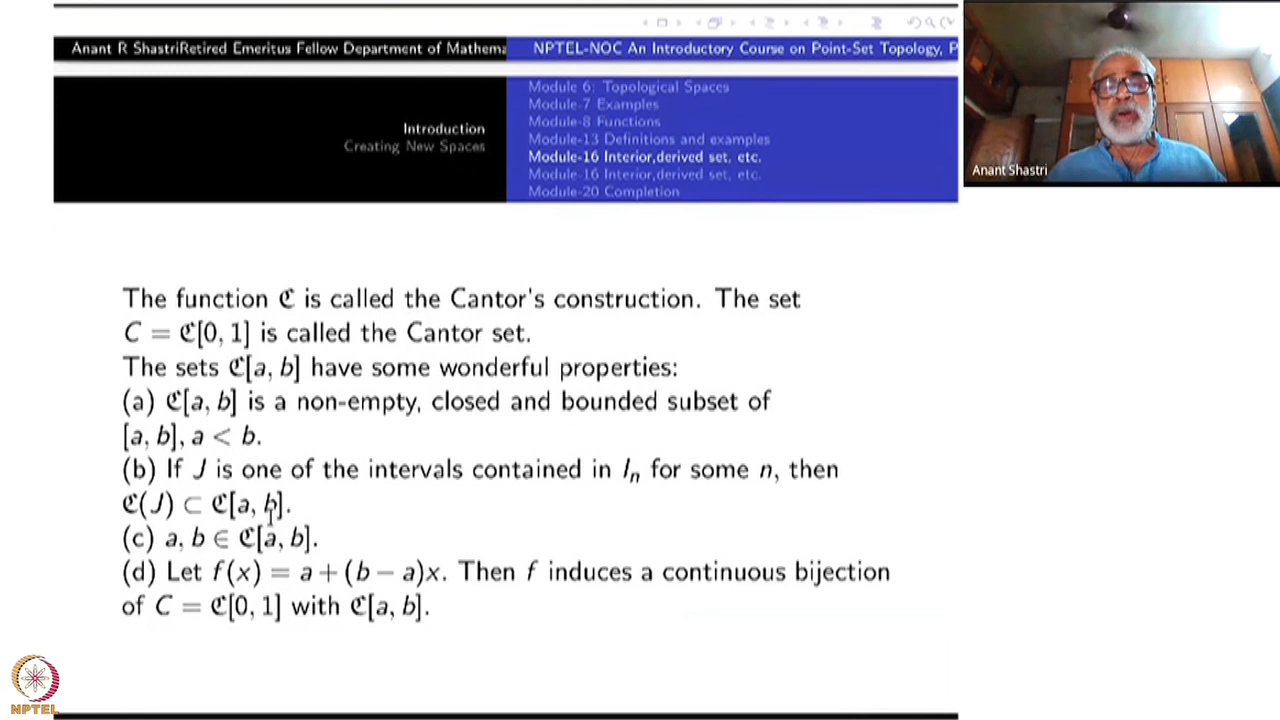 Anant R ShastriRetired Emeritus Fellow Department of Mathema
NPTEL-NOC An Introductory Course on Point-Set Topology, P
Introduction
Creating New Spaces
Module 6: Topological Spaces
Module-7 Examples
Module-8 Functions
Module-13 Definitions and examples
Module-16 Interior,derived set, etc.
Module-16 Interior,derived set, etc.
Module-20 Completion
Anant Shastri
The function ℭ is called the Cantor's construction. The set
C = ℭ[0, 1] is called the Cantor set.
The sets ℭ[a, b] have some wonderful properties:
(a) ℭ[a, b] is a non-empty, closed and bounded subset of
[a, b], a < b.
(b) If J is one of the intervals contained in Iₙ for some n, then
ℭ(J) ⊂ ℭ[a, b].
(c) a, b ∈ ℭ[a, b].
(d) Let f(x) = a + (b − a)x. Then f induces a continuous bijection
of C = ℭ[0, 1] with ℭ[a, b].
NPTEL